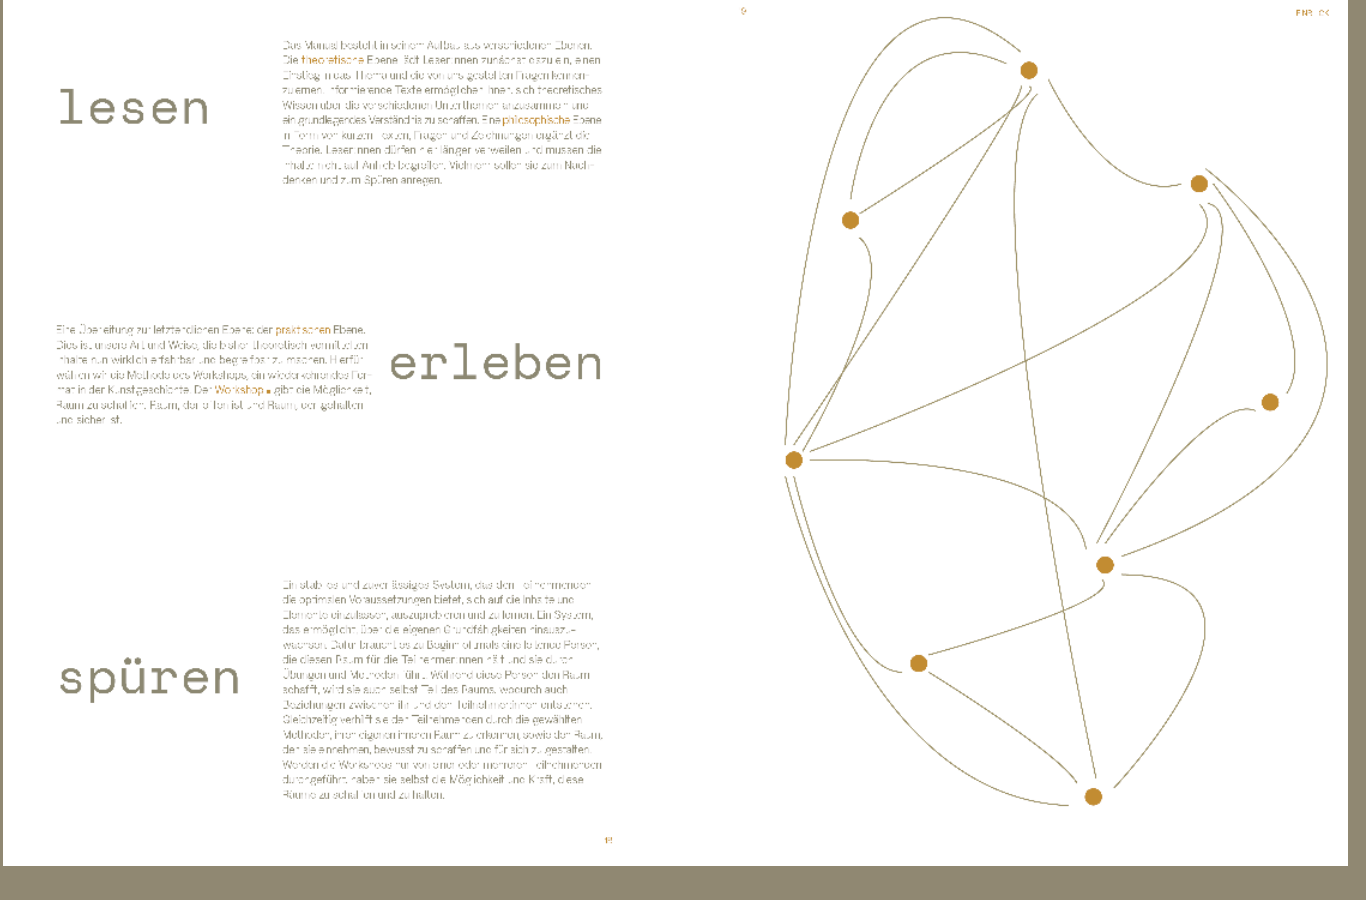 lesen
Das Manual besteht in seinem Aufbau aus verschiedenen Ebenen.
Die theoretische Ebene lädt Leser:innen zunächst dazu ein, einen
Einstieg in das Thema und die von uns gestellten Fragen kennen-
zulernen. Informierende Texte ermöglichen ihnen, sich theoretisches
Wissen über die verschiedenen Unterthemen anzusammeln und
ein grundlegendes Verständnis zu schaffen. Eine philosophische Ebene
in Form von kurzen Texten, Fragen und Zeichnungen ergänzt die
Theorie. Leser:innen dürfen hier länger verweilen und müssen die
Inhalte nicht auf Anhieb begreifen. Vielmehr sollen sie zum Nach-
denken und zum Spüren anregen.
Eine Überleitung zur letztendlichen Ebene: der praktischen Ebene.
Dies ist unsere Art und Weise, die bisher theoretisch vermittelten
Inhalte nun wirklich erfahrbar und begreifbar zu machen. Hierfür
wählen wir die Methode des Workshops, ein wiederkehrendes For-
mat in der Kunstgeschichte. Der Workshop gibt die Möglichkeit,
Raum zu schaffen. Raum, der offen ist und Raum, der gehalten
und sicher ist.
erleben
spüren
Ein stabiles und zuverlässiges System, das den Teilnehmenden
die optimalen Voraussetzungen bietet, sich auf die Inhalte und
Elemente einzulassen, auszuprobieren und zu lernen. Ein System,
das ermöglicht, über die eigenen Grundfähigkeiten hinauszu-
wachsen. Dafür braucht es zu Beginn oftmals eine leitende Person,
die diesen Raum für die Teilnehmer:innen hält und sie durch
Übungen und Methoden führt. Während diese Person den Raum
schafft, wird sie auch selbst Teil des Raums, wodurch auch
Beziehungen zwischen ihr und den Teilnehmer:innen entstehen.
Gleichzeitig verhilft sie den Teilnehmenden durch die gewählten
Methoden, ihren eigenen inneren Raum zu erkennen, sowie den Raum,
den sie einnehmen, bewusst zu schaffen und für sich zu gestalten.
Werden die Workshops nur von einer oder mehreren Teilnehmenden
durchgeführt, haben sie selbst die Möglichkeit und Kraft, diese
Räume zu schaffen und zu halten.